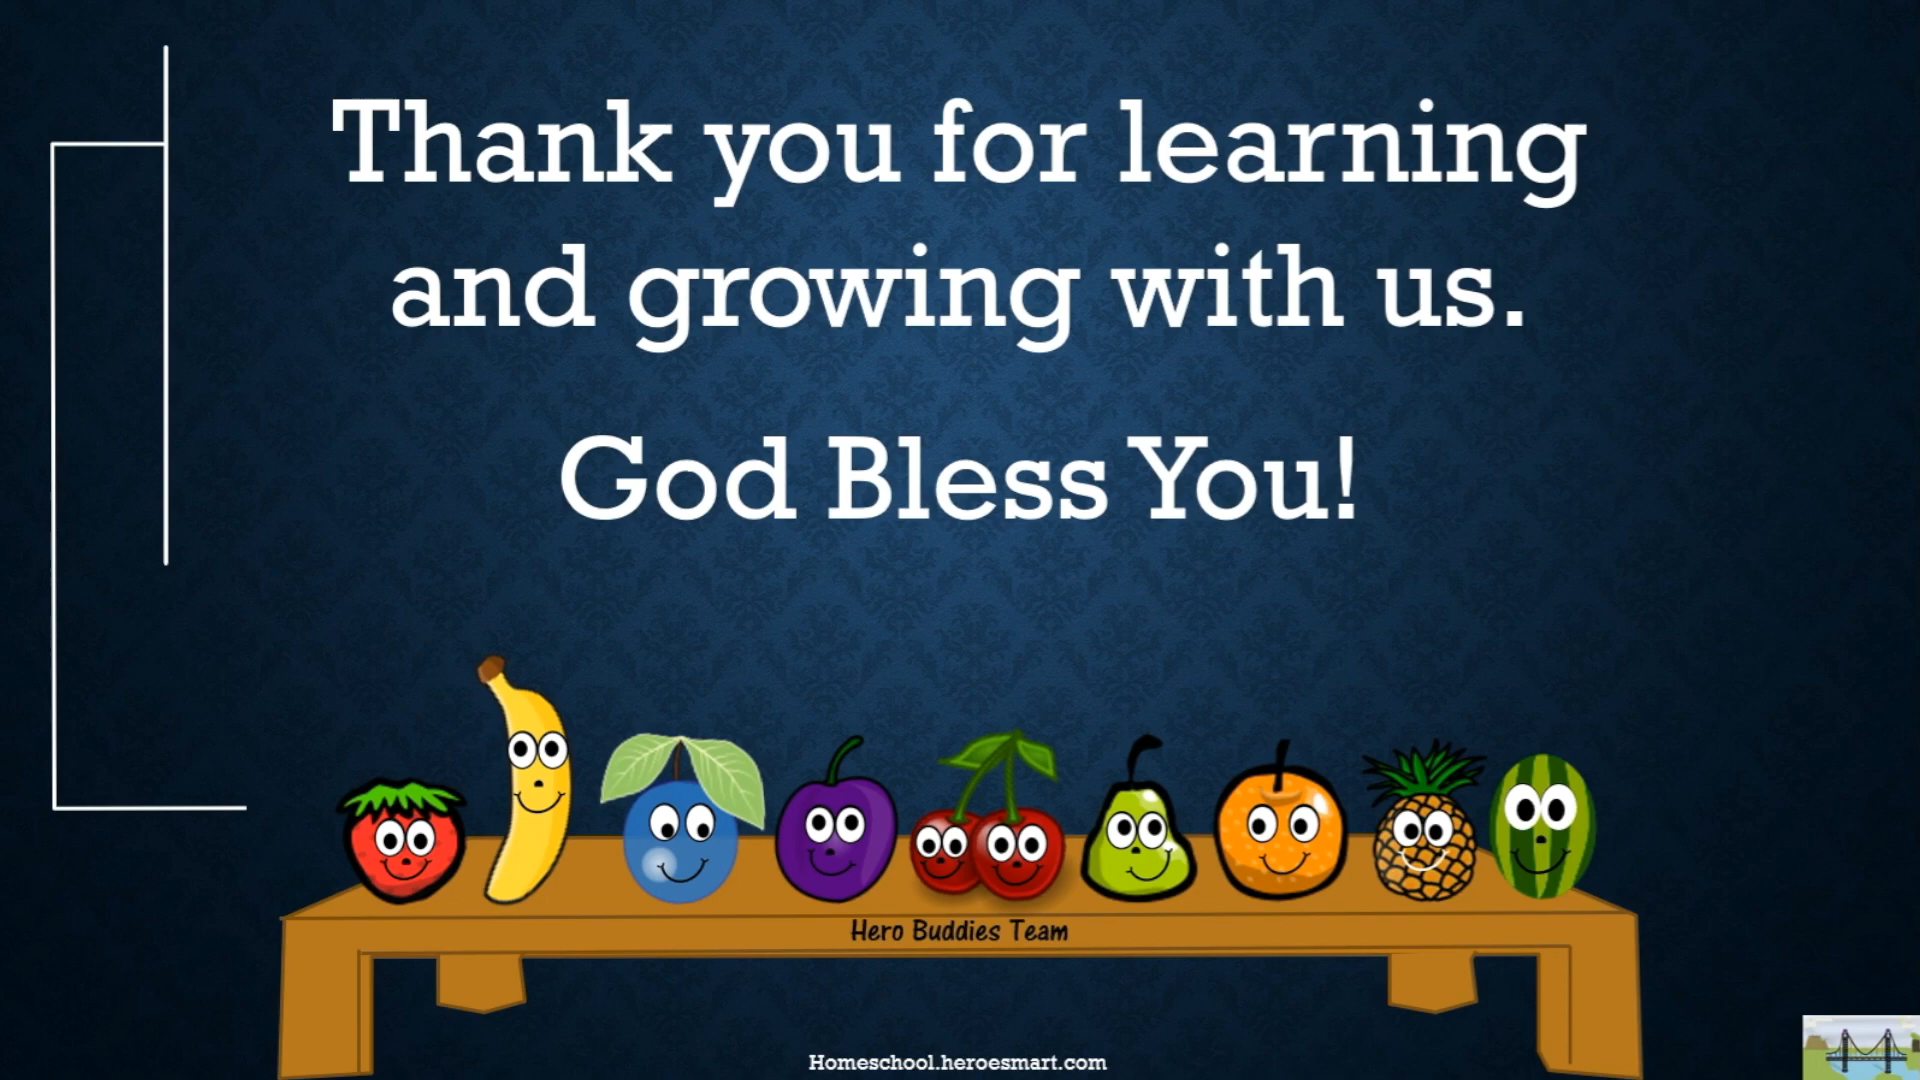 Thank you for learning
and growing with us.
God Bless You!
Hero Buddies Team
Homeschool.heroesmart.com